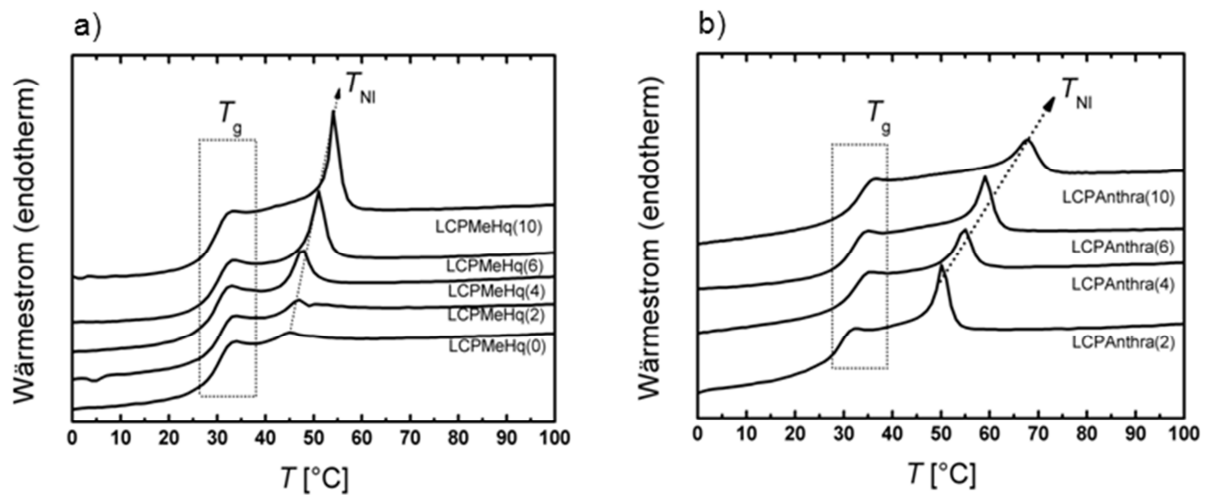 a)
Wärmestrom (endotherm)
Tg
TNI
LCPMeHq(10)
LCPMeHq(6)
LCPMeHq(4)
LCPMeHq(2)
LCPMeHq(0)
0 10 20 30 40 50 60 70 80 90 100
T [°C]
b)
Wärmestrom (endotherm)
Tg
TNI
LCPAnthra(10)
LCPAnthra(6)
LCPAnthra(4)
LCPAnthra(2)
0 10 20 30 40 50 60 70 80 90 100
T [°C]